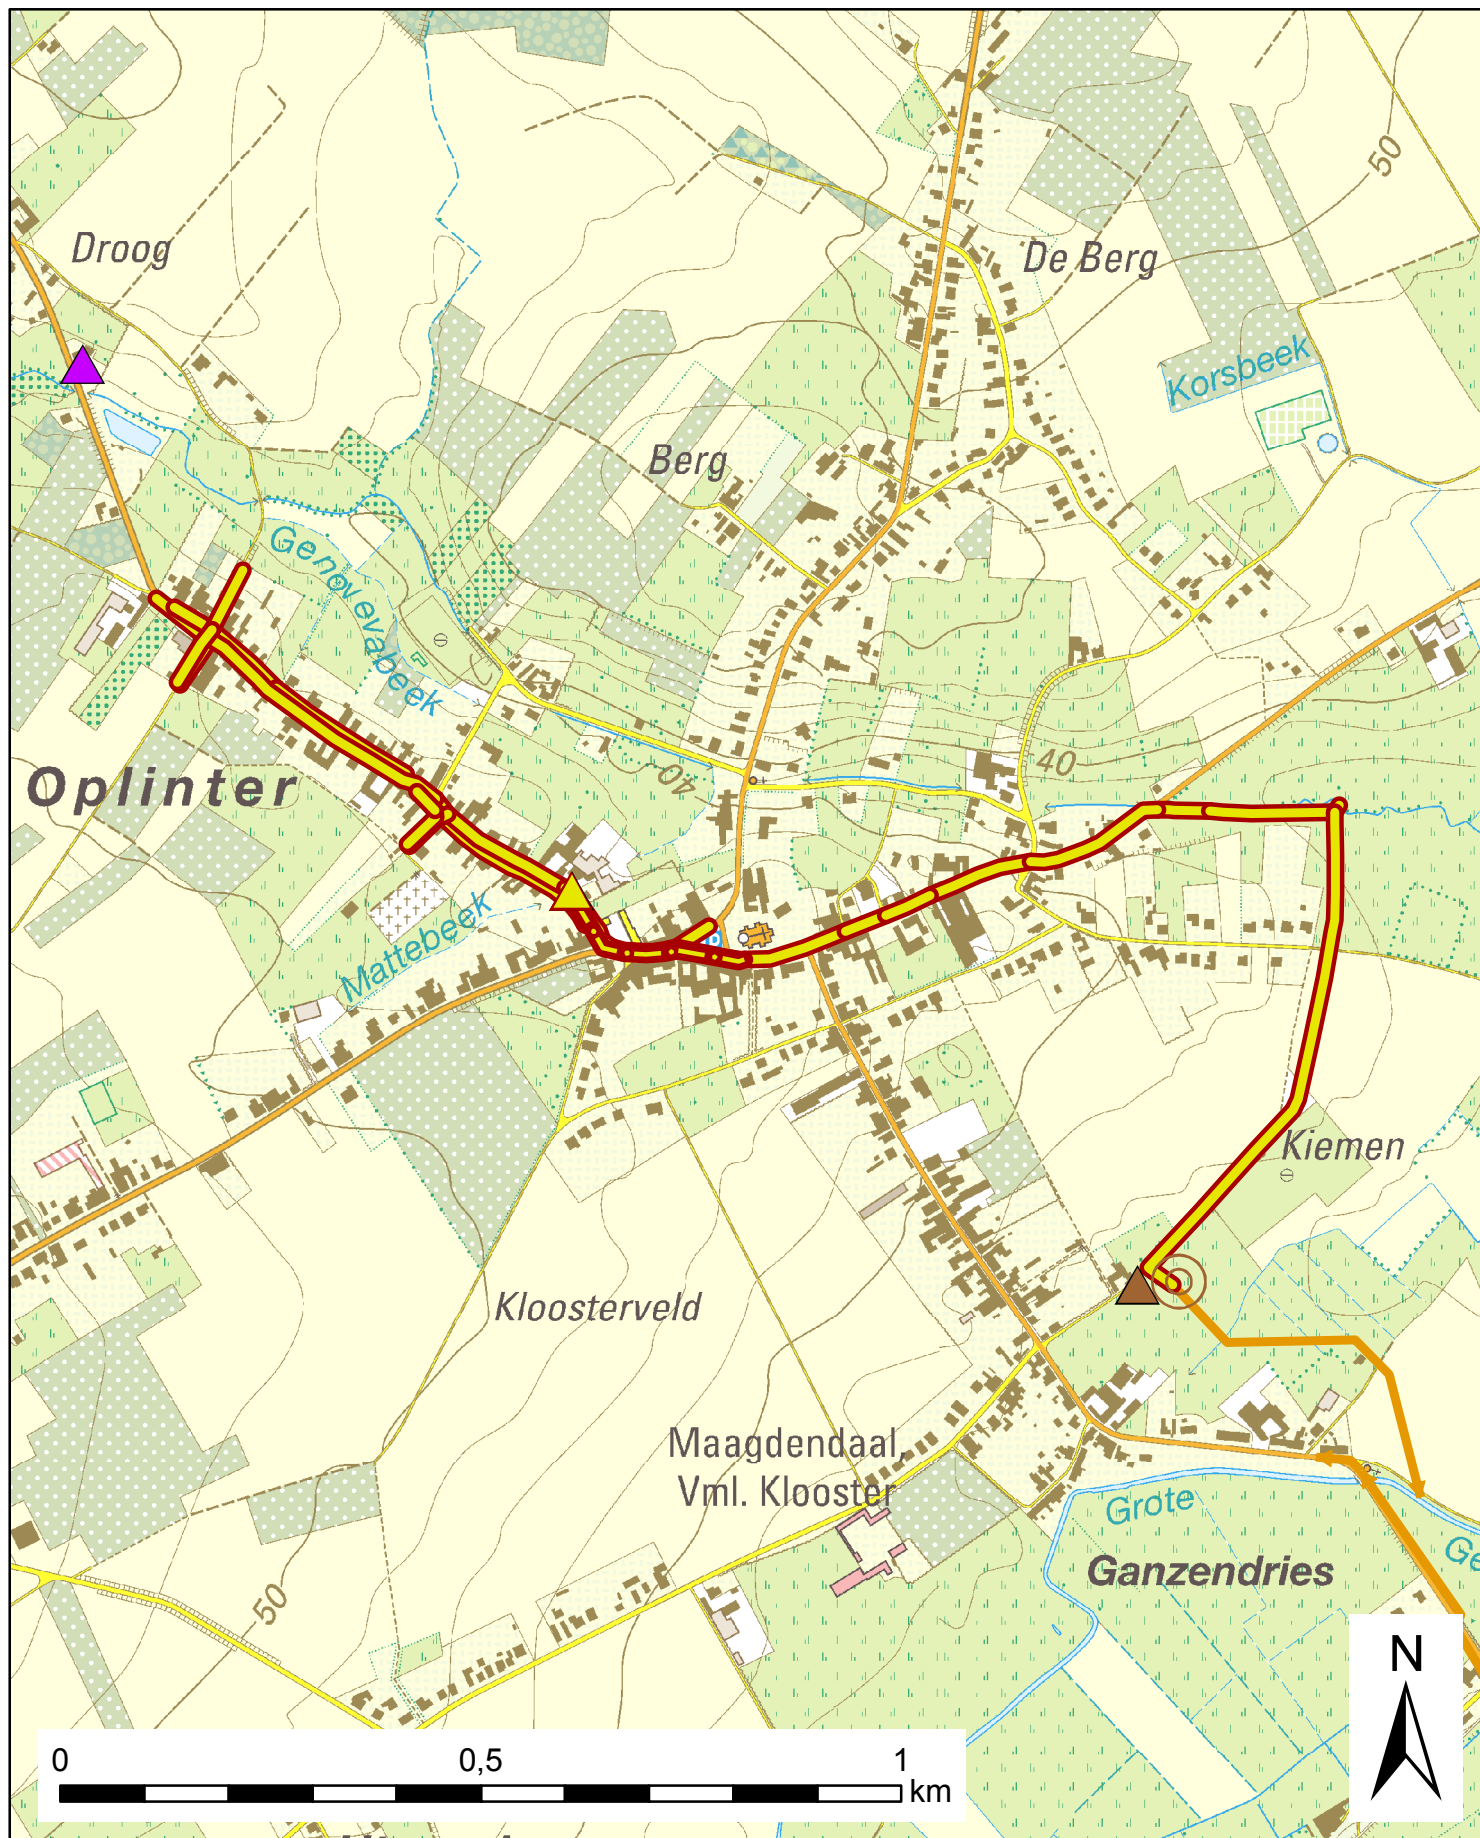 50
Droog
De Berg
Korsbeek
Berg
Genovevabeek
Oplinter
40
40
Mattebeek
Kiemen
Kloosterveld
Maagdendaal,
Vml. Klooster
Grote
Ganzendries
50
N
0 0,5 1
km